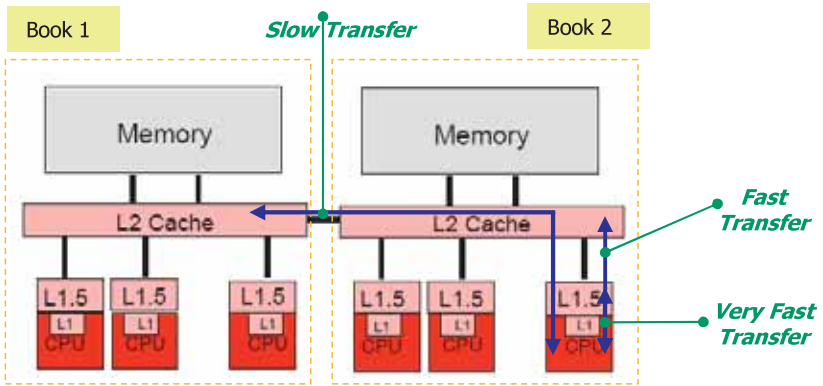 Book 1
Slow Transfer
Book 2
Memory
Memory
L2 Cache
L2 Cache
Fast
Transfer
L1.5
L1.5
L1.5
L1.5
L1.5
L1.5
L1
L1
L1
L1
L1
L1
CPU
CPU
CPU
CPU
CPU
CPU
Very Fast
Transfer